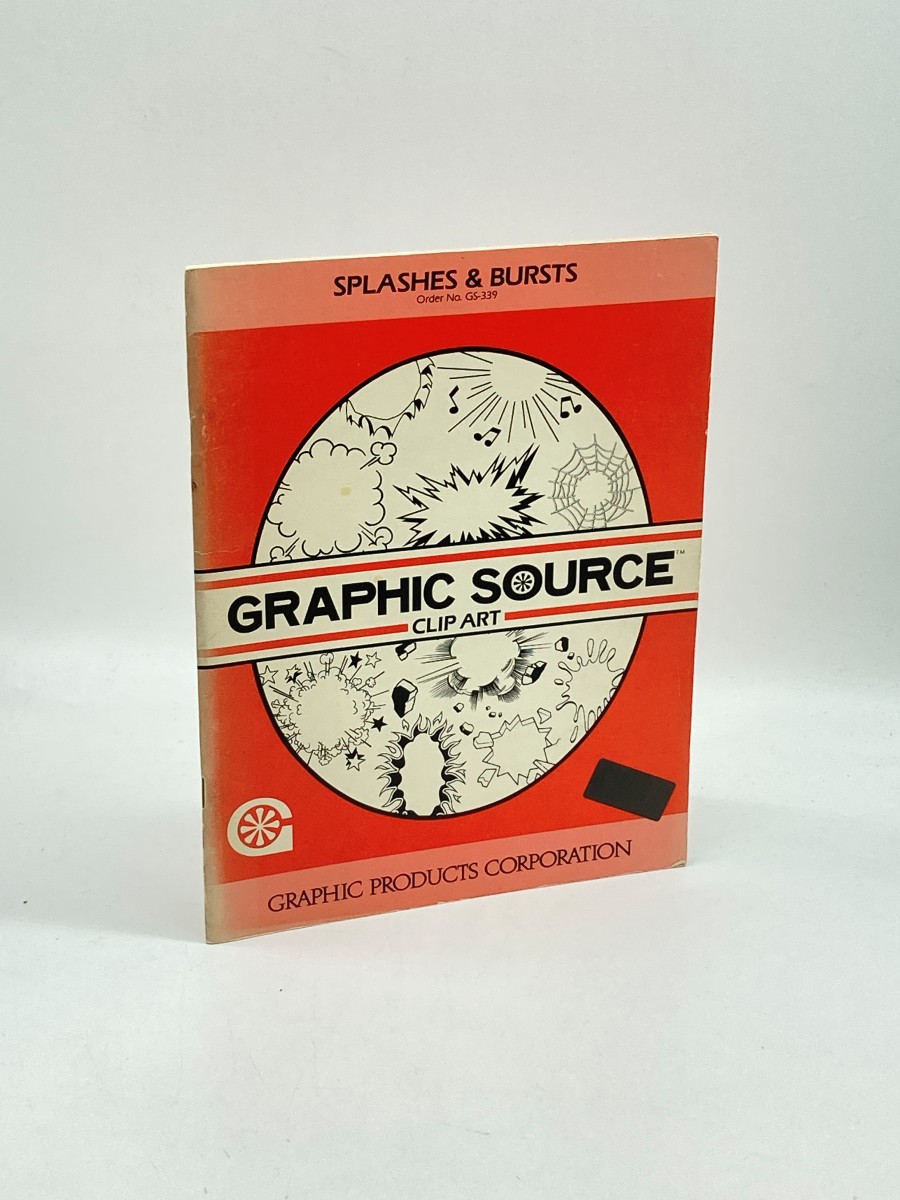 SPLASHES & BURSTS
Order No. GS-339
GRAPHIC SOURCE™
CLIP ART
GRAPHIC PRODUCTS CORPORATION